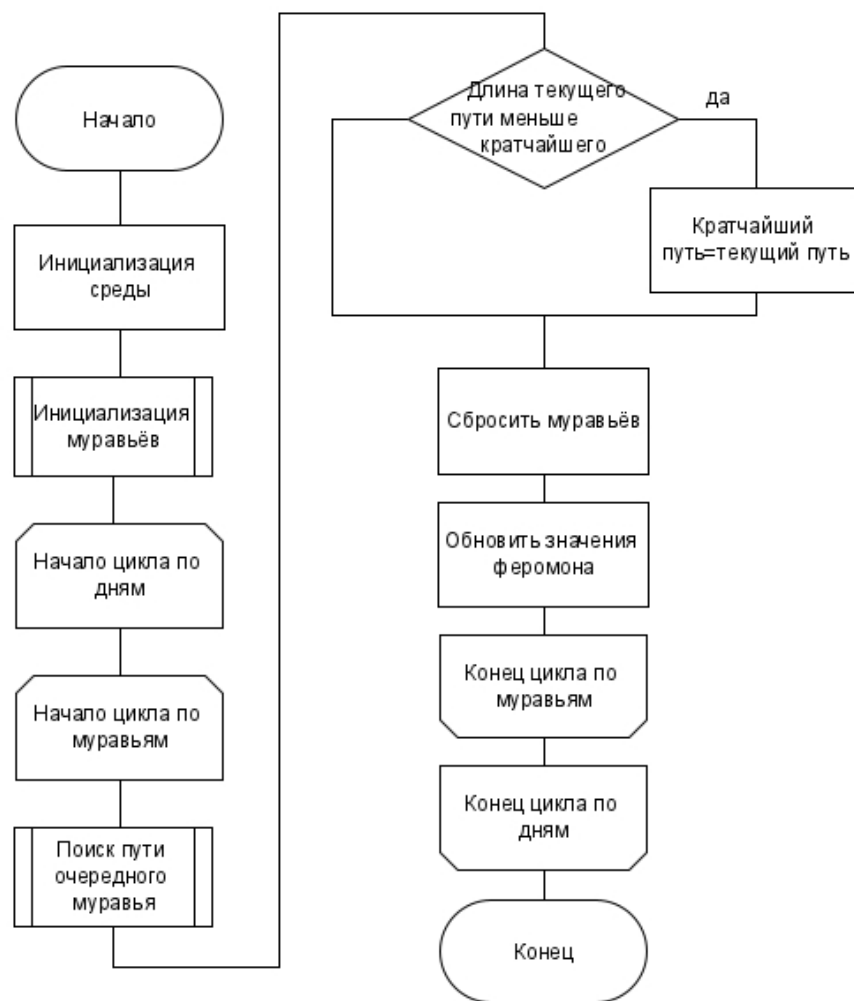 Начало
Инициализация
среды
Инициализация
муравьёв
Начало цикла по
дням
Начало цикла по
муравьям
Поиск пути
очередного
муравья
Длина текущего
пути меньше
кратчайшего
да
Кратчайший
путь=текущий путь
Сбросить муравьёв
Обновить значения
феромона
Конец цикла по
муравьям
Конец цикла по
дням
Конец